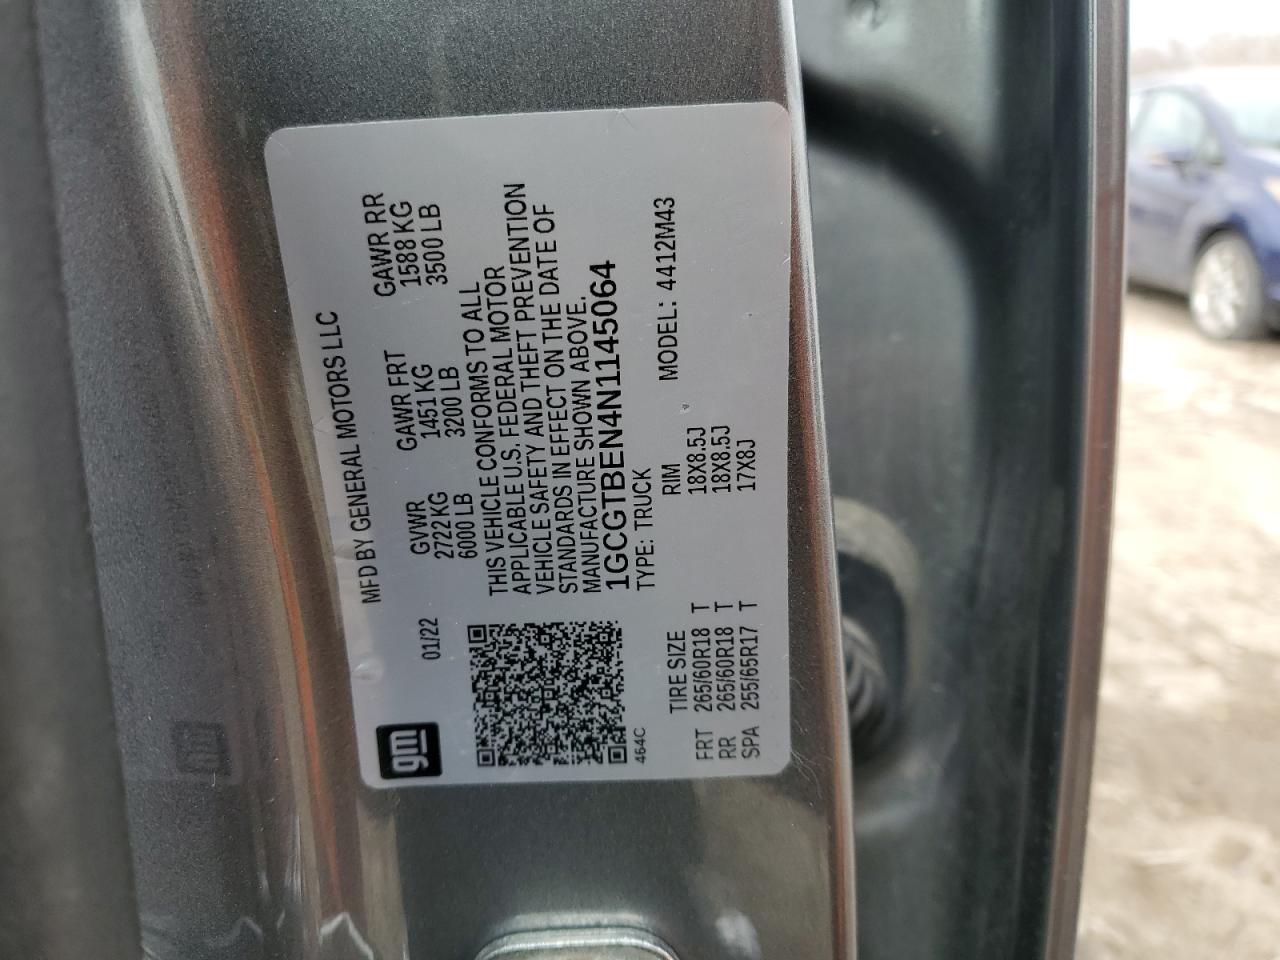 gm
MFD BY GENERAL MOTORS LLC
01/22
GVWR GAWR FRT GAWR RR
2722 KG 1451 KG 1588 KG
6000 LB 3200 LB 3500 LB
THIS VEHICLE CONFORMS TO ALL
APPLICABLE U.S. FEDERAL MOTOR
VEHICLE SAFETY AND THEFT PREVENTION
STANDARDS IN EFFECT ON THE DATE OF
MANUFACTURE SHOWN ABOVE.
1GCGTBEN4N1145064
464C
TYPE: TRUCK MODEL: 4412M43
TIRE SIZE RIM
FRT 265/60R18 T 18X8.5J
RR 265/60R18 T 18X8.5J
SPA 255/65R17 T 17X8J